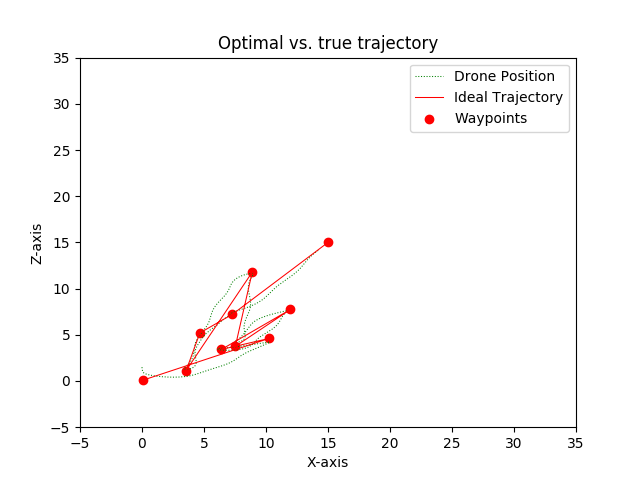 Optimal vs. true trajectory
Drone Position
Ideal Trajectory
Waypoints
Z-axis
35
30
25
20
15
10
5
0
−5
−5 0 5 10 15 20 25 30 35
X-axis